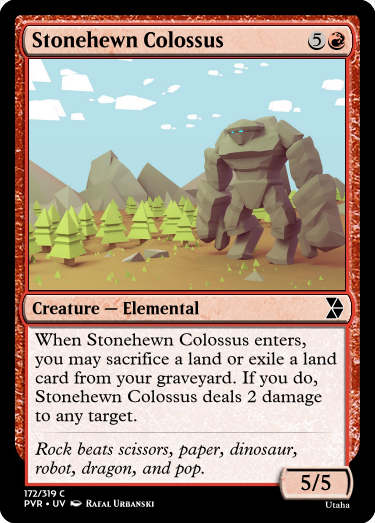 Stonehewn Colossus 5
Creature — Elemental
When Stonehewn Colossus enters,
you may sacrifice a land or exile a land
card from your graveyard. If you do,
Stonehewn Colossus deals 2 damage
to any target.
Rock beats scissors, paper, dinosaur,
robot, dragon, and pop.
5/5
172/319 C
PVR • UV Rafal Urbanski
Utaha